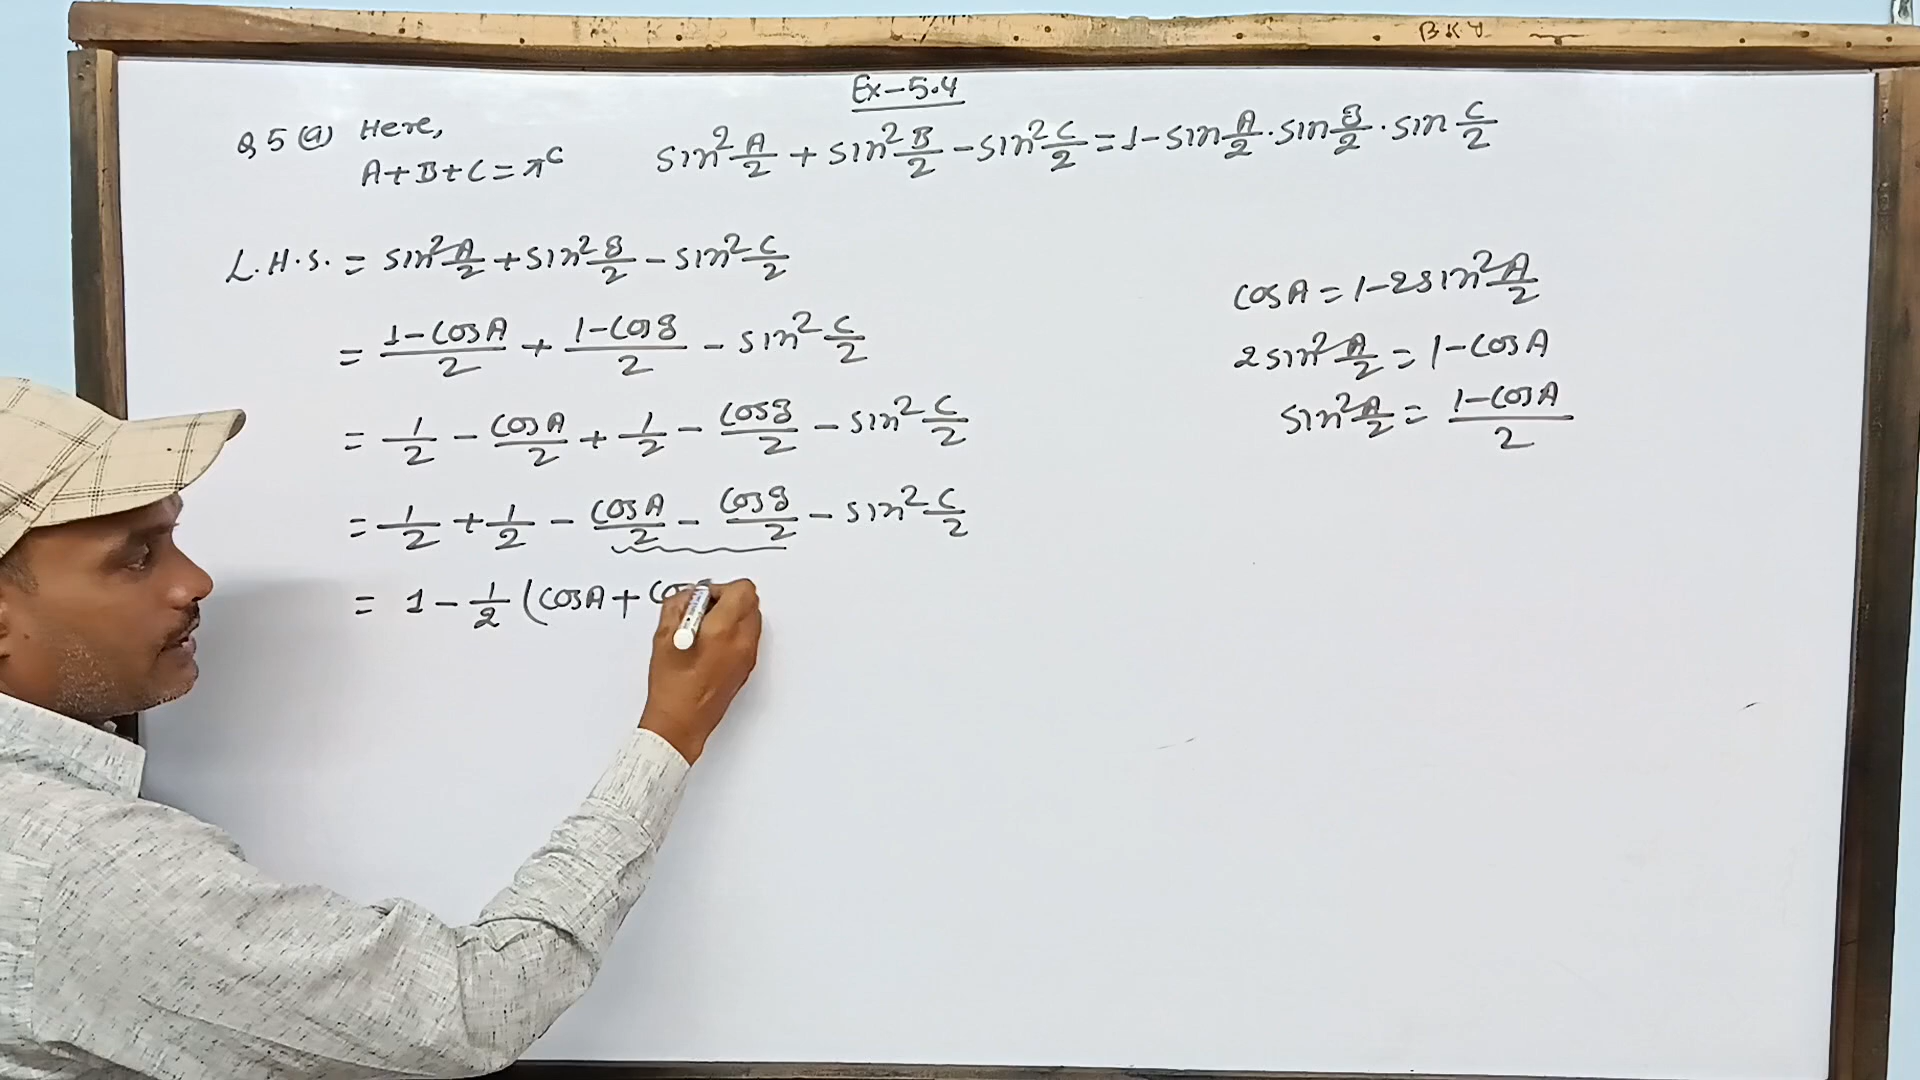 B.K.Y
Ex-5.4
Q5(a) Here,
A+B+C=π^c
sin²A/2 + sin²B/2 - sin²C/2 = 1 - sin A/2 . sin B/2 . sin C/2
L.H.S. = sin²A/2 + sin²B/2 - sin²C/2
= (1-cosA)/2 + (1-cosB)/2 - sin²C/2
= 1/2 - cosA/2 + 1/2 - cosB/2 - sin²C/2
= 1/2 + 1/2 - cosA/2 - cosB/2 - sin²C/2
= 1 - 1/2 (cosA + cos
cosA = 1-2sin²A/2
2sin²A/2 = 1-cosA
sin²A/2 = (1-cosA)/2